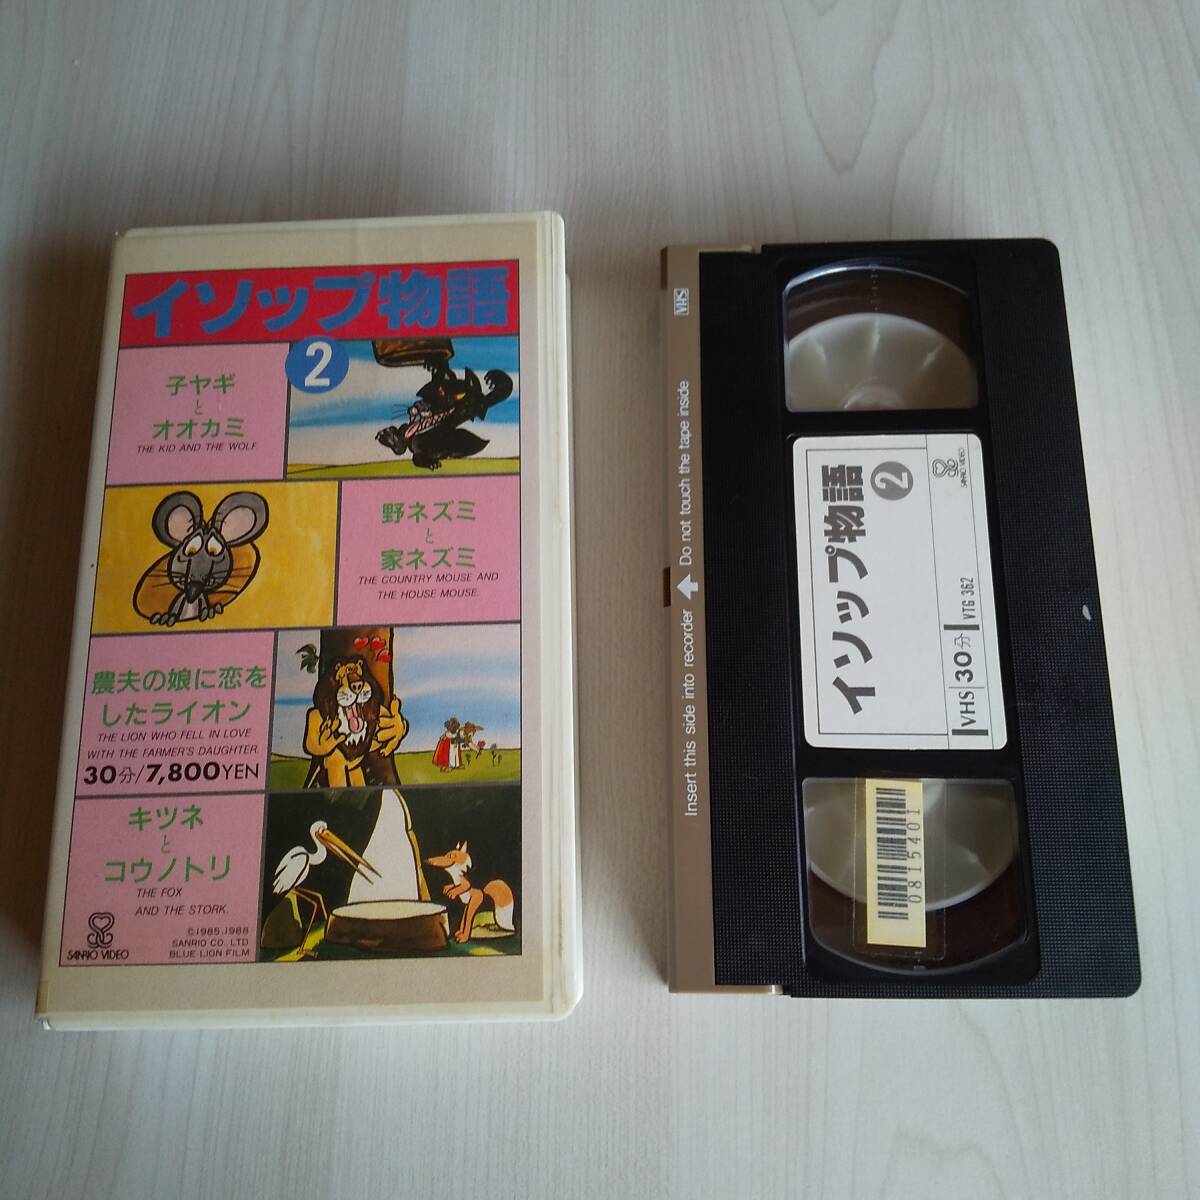 イソップ物語
2
子ヤギ
と
オオカミ
THE KID AND THE WOLF.
野ネズミ
と
家ネズミ
THE COUNTRY MOUSE AND
THE HOUSE MOUSE.
農夫の娘に恋を
したライオン
THE LION WHO FELL IN LOVE
WITH THE FARMER'S DAUGHTER.
30分/7,800YEN
キツネ
と
コウノトリ
THE FOX
AND THE STORK.
SANRIO VIDEO
©1985,1988
SANRIO CO. LTD.
BLUE LION FILM
VHS
Insert this side into recorder Do not touch the tape inside
イソップ物語 2
SANRIO VIDEO
VHS 30分 VTG 362
0815401